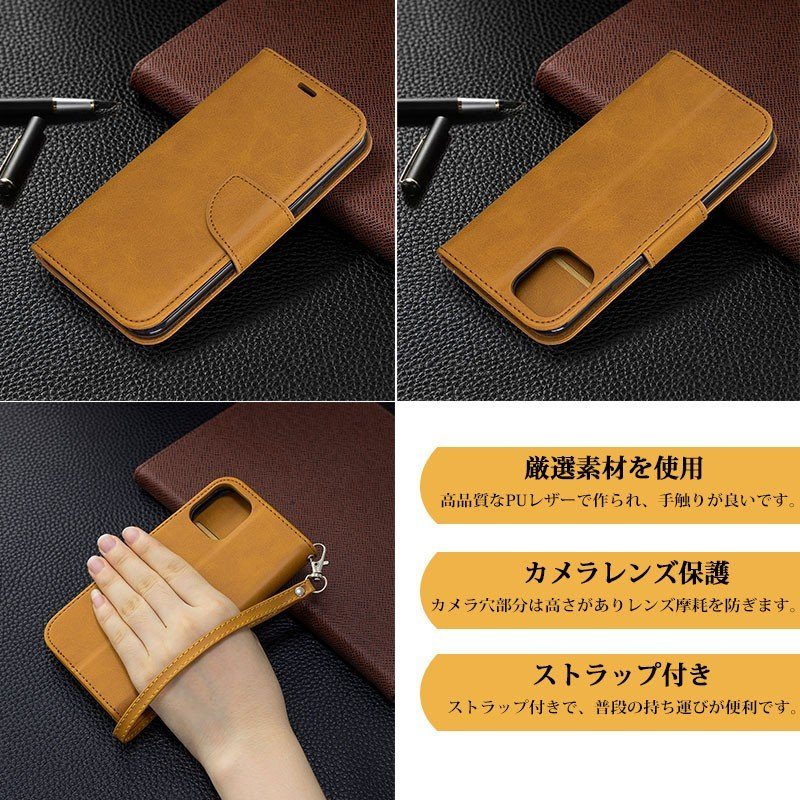 厳選素材を使用
高品質なPUレザーで作られ、手触りが良いです。
カメラレンズ保護
カメラ穴部分は高さがありレンズ摩耗を防ぎます。
ストラップ付き
ストラップ付きで、普段の持ち運びが便利です。